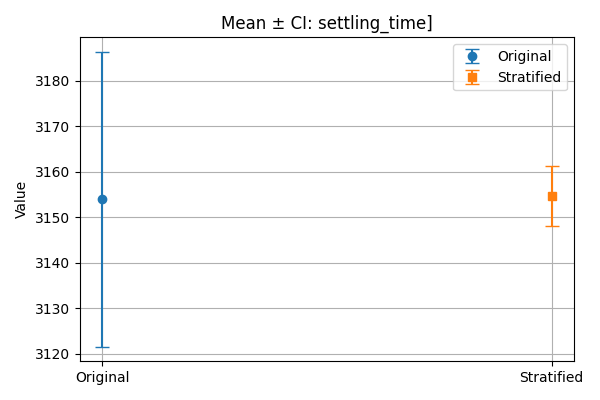 Mean ± CI: settling_time]
Original
Stratified
Value
3180
3170
3160
3150
3140
3130
3120
Original
Stratified